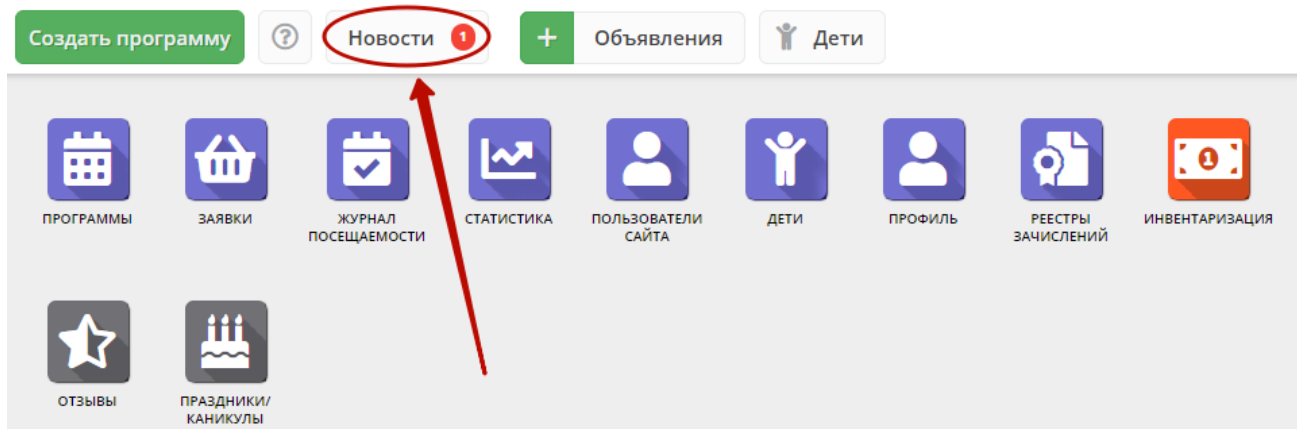 Создать программу ? Новости 1 + Объявления Дети
1
ПРОГРАММЫ ЗАЯВКИ ЖУРНАЛ ПОСЕЩАЕМОСТИ СТАТИСТИКА ПОЛЬЗОВАТЕЛИ САЙТА ДЕТИ ПРОФИЛЬ РЕЕСТРЫ ЗАЧИСЛЕНИЙ ИНВЕНТАРИЗАЦИЯ
ОТЗЫВЫ ПРАЗДНИКИ/ КАНИКУЛЫ